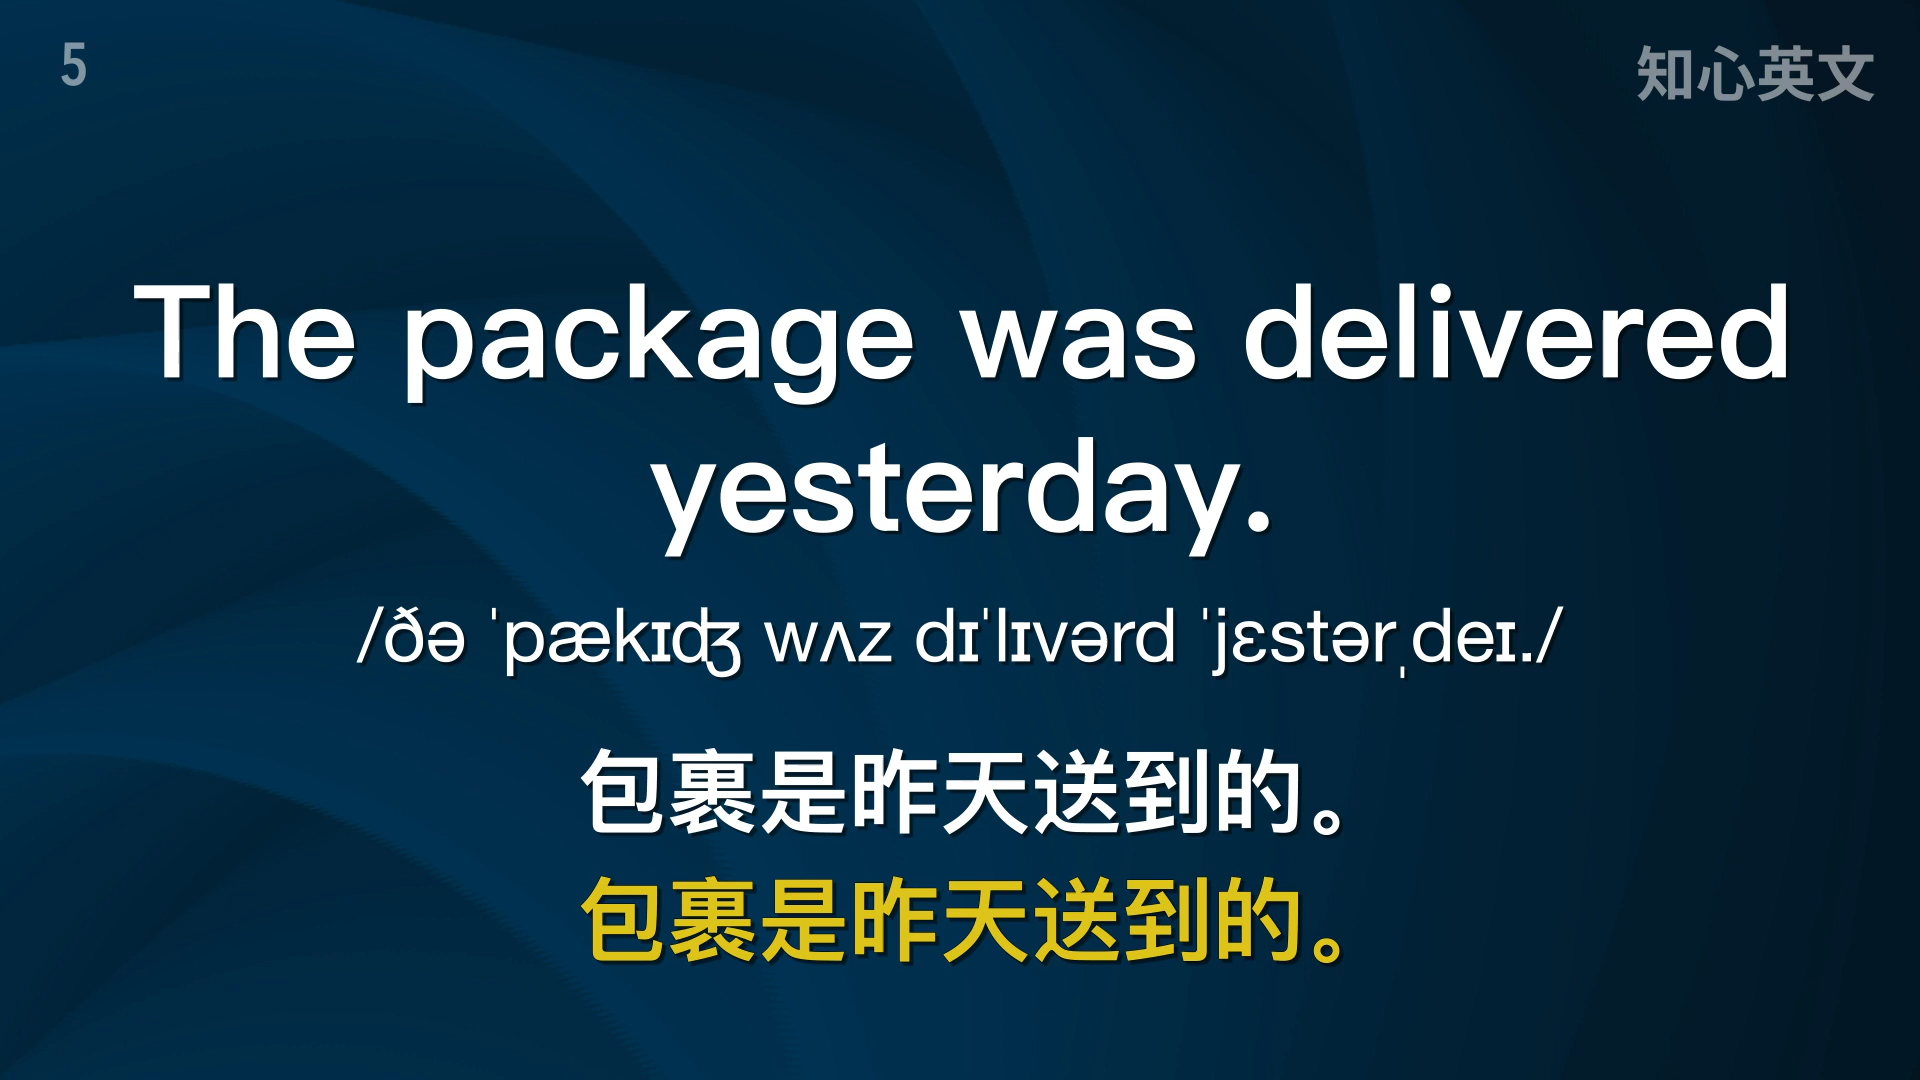 5
知心英文
The package was delivered
yesterday.
/ðə ˈpækɪʤ wʌz dɪˈlɪvərd ˈjɛstərˌdeɪ./
包裹是昨天送到的。
包裹是昨天送到的。